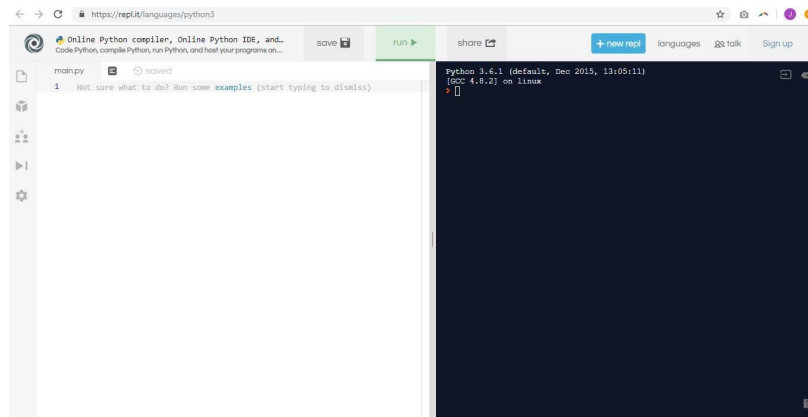 https://repl.it/languages/python3
Online Python compiler, Online Python IDE, and…
Code Python, compile Python, run Python, and host your programs an...
save
run
share
+ new repl
languages
talk
Sign up
J
main.py
saved
1 Not sure what to do? Run some examples (start typing to dismiss)
Python 3.6.1 (default, Dec 2015, 13:05:11)
[GCC 4.8.2] on linux
>